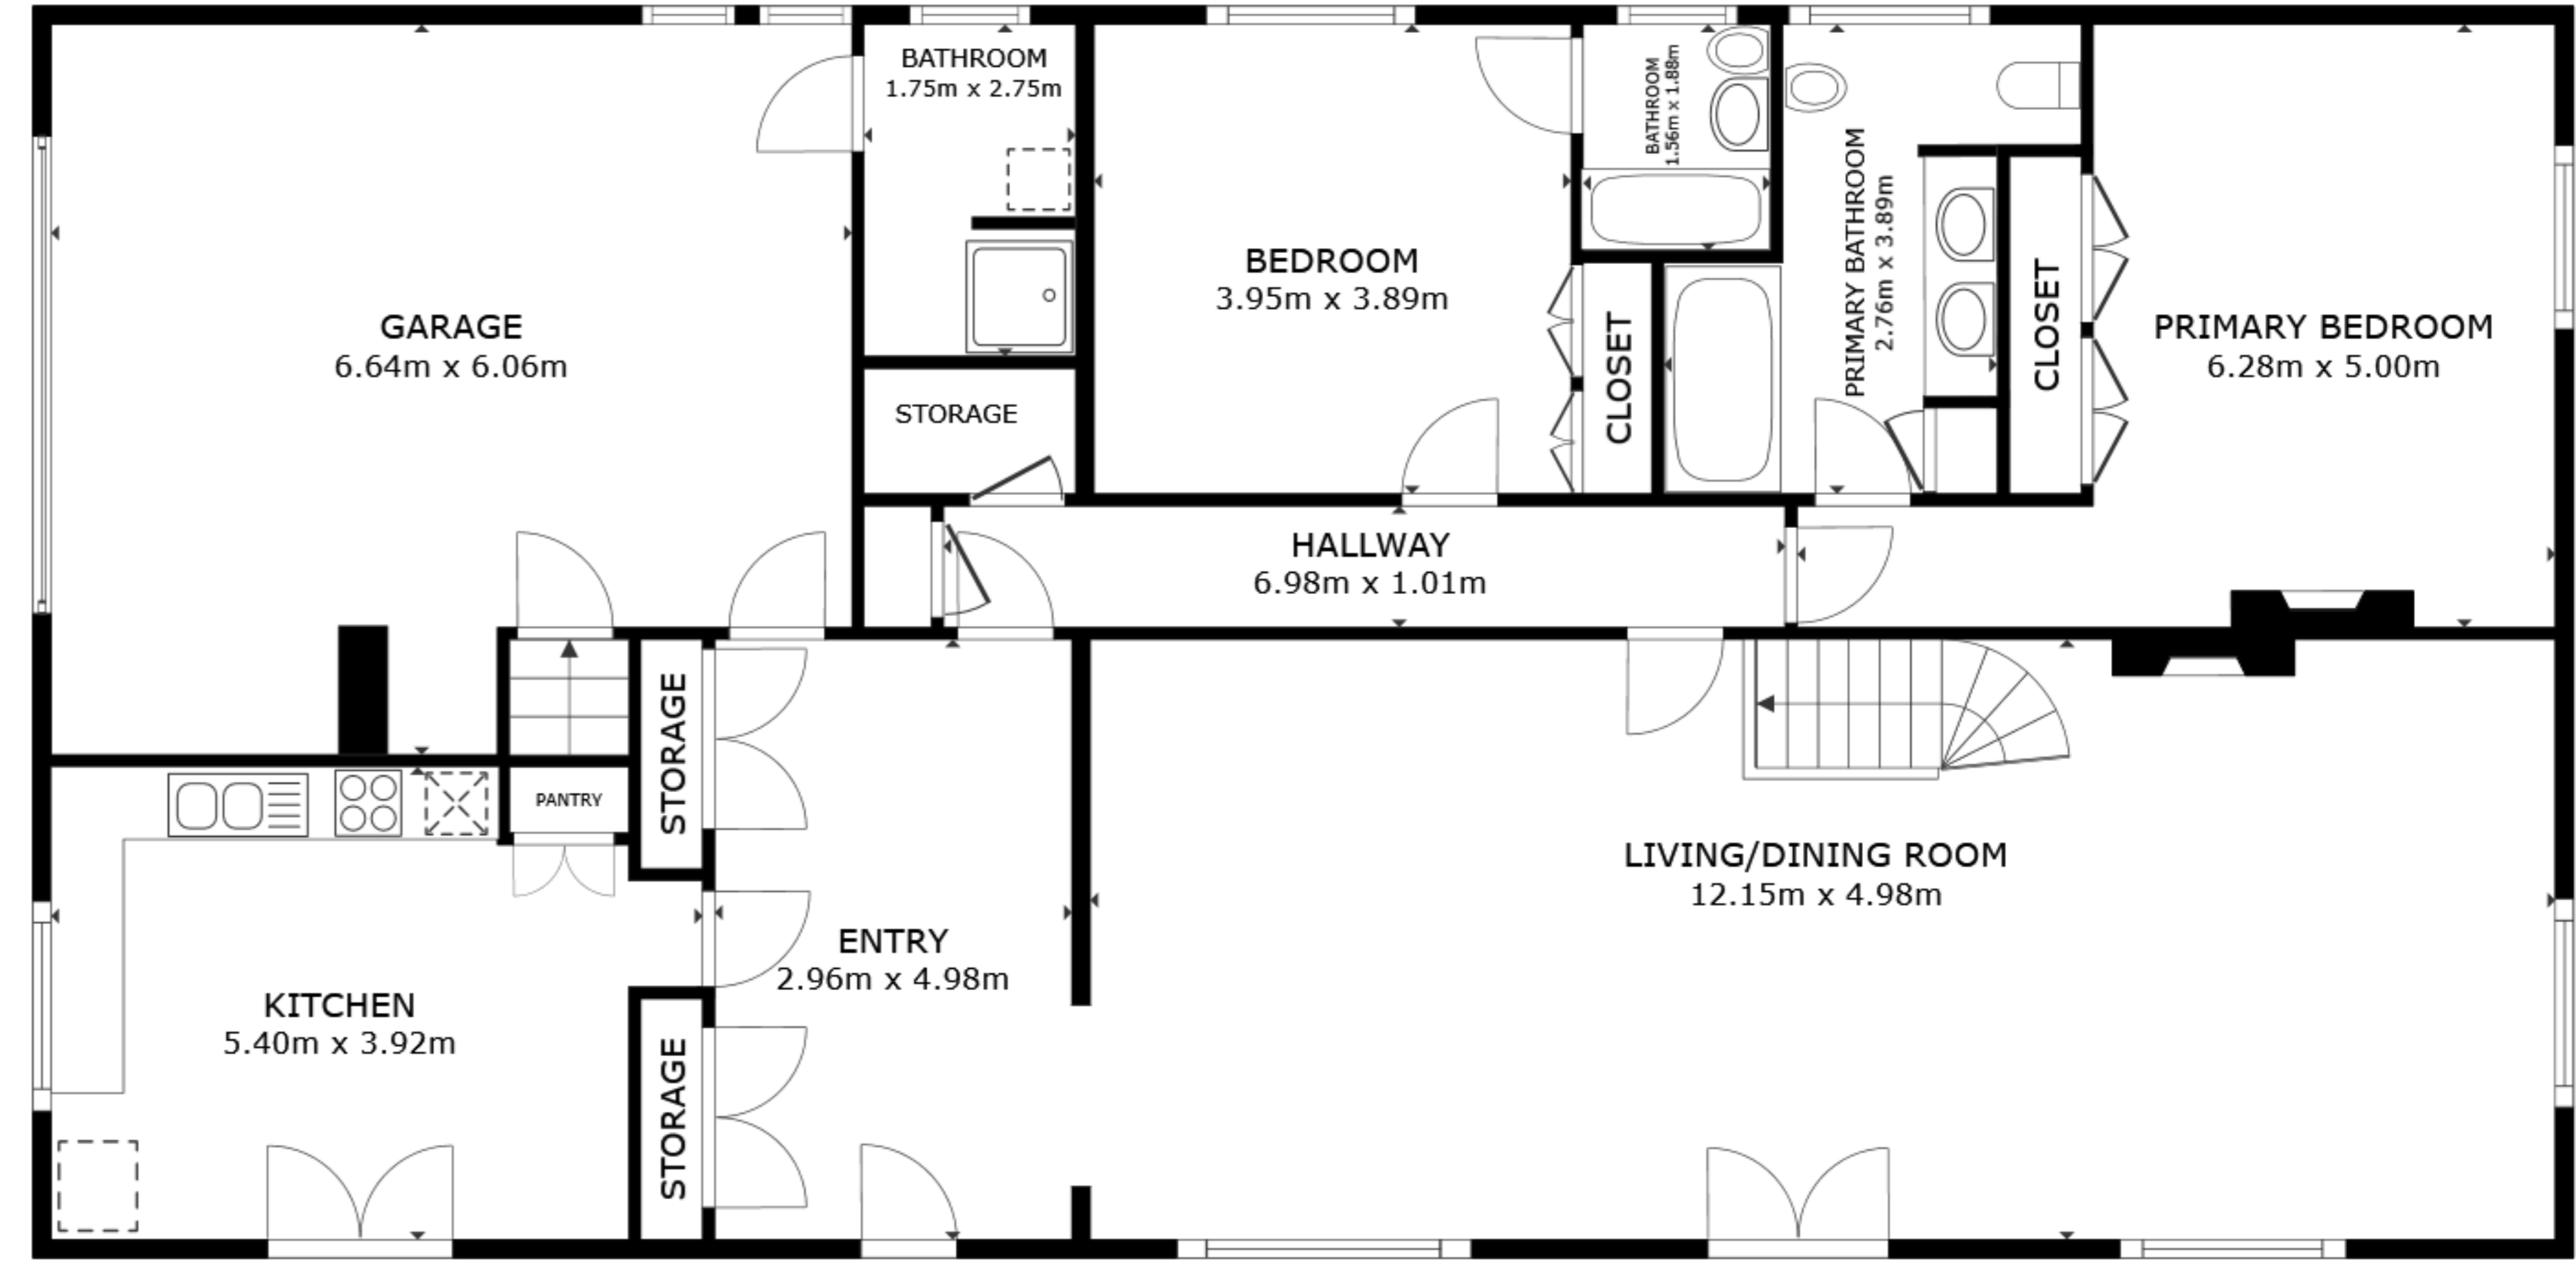 BATHROOM
1.75m x 2.75m
BATHROOM
1.56m x 1.88m
PRIMARY BATHROOM
2.76m x 3.89m
BEDROOM
3.95m x 3.89m
CLOSET
CLOSET
GARAGE
6.64m x 6.06m
PRIMARY BEDROOM
6.28m x 5.00m
STORAGE
HALLWAY
6.98m x 1.01m
STORAGE
PANTRY
LIVING/DINING ROOM
12.15m x 4.98m
ENTRY
2.96m x 4.98m
KITCHEN
5.40m x 3.92m
STORAGE